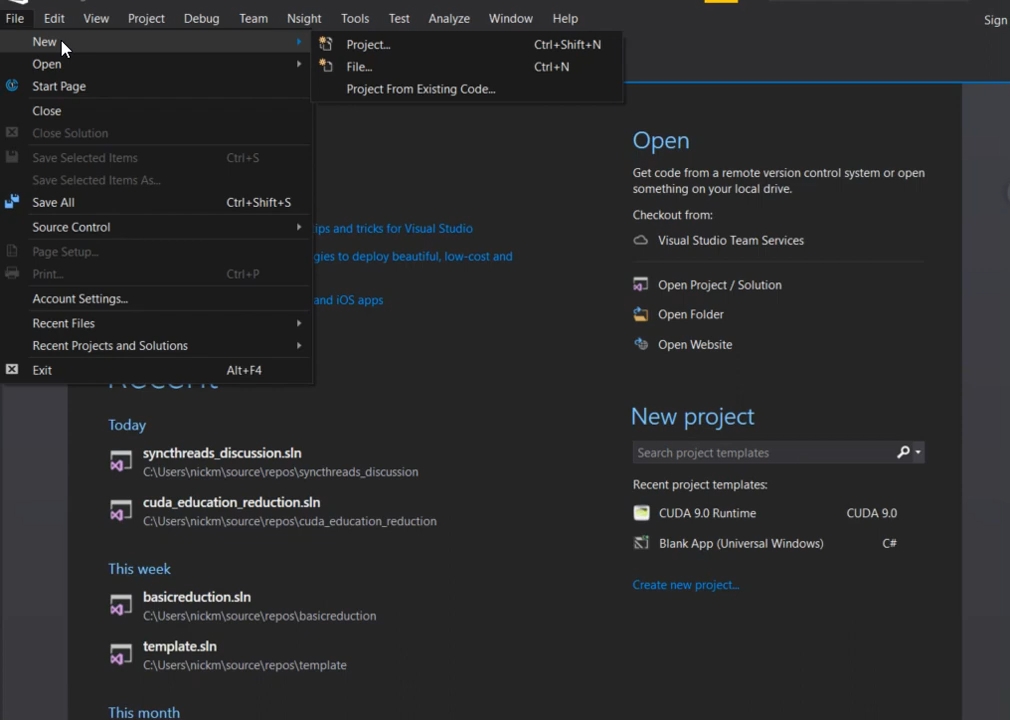 File Edit View Project Debug Team Nsight Tools Test Analyze Window Help
Sign
New
Open
Start Page
Close
Close Solution
Save Selected Items Ctrl+S
Save Selected Items As...
Save All Ctrl+Shift+S
Source Control
Page Setup...
Print... Ctrl+P
Account Settings...
Recent Files
Recent Projects and Solutions
Exit Alt+F4
Project... Ctrl+Shift+N
File... Ctrl+N
Project From Existing Code...
ips and tricks for Visual Studio
gies to deploy beautiful, low-cost and
and iOS apps
Recent
Today
syncthreads_discussion.sln
C:\Users\nickm\source\repos\syncthreads_discussion
cuda_education_reduction.sln
C:\Users\nickm\source\repos\cuda_education_reduction
This week
basicreduction.sln
C:\Users\nickm\source\repos\basicreduction
template.sln
C:\Users\nickm\source\repos\template
This month
Open
Get code from a remote version control system or open
something on your local drive.
Checkout from:
Visual Studio Team Services
Open Project / Solution
Open Folder
Open Website
New project
Search project templates
Recent project templates:
CUDA 9.0 Runtime CUDA 9.0
Blank App (Universal Windows) C#
Create new project...